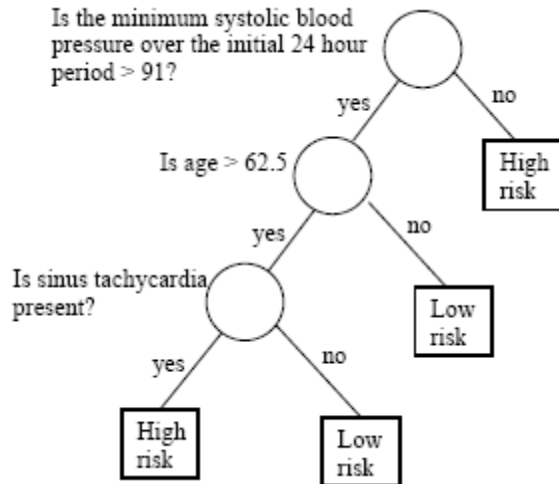 Is the minimum systolic blood
pressure over the initial 24 hour
period > 91?
yes
no
Is age > 62.5
High
risk
yes
no
Is sinus tachycardia
present?
Low
risk
yes
no
High
risk
Low
risk